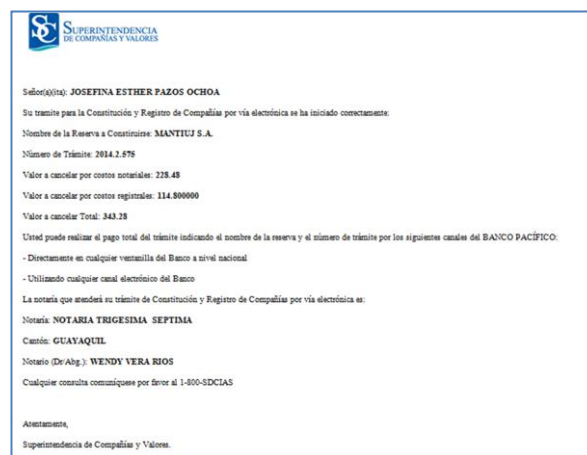 SC SUPERINTENDENCIA
DE COMPAÑÍAS Y VALORES
Señor(a)(ita): JOSEFINA ESTHER PAZOS OCHOA
Su tramite para la Constitución y Registro de Compañías por vía electrónica se ha iniciado correctamente:
Nombre de la Reserva a Constituirse: MANTIUJ S.A.
Número de Trámite: 2014.2.575
Valor a cancelar por costos notariales: 228.48
Valor a cancelar por costos registrales: 114.800000
Valor a cancelar Total: 343.28
Usted puede realizar el pago total del trámite indicando el nombre de la reserva y el número de trámite por los siguientes canales del BANCO PACÍFICO:
- Directamente en cualquier ventanilla del Banco a nivel nacional
- Utilizando cualquier canal electrónico del Banco
La notaría que atenderá su trámite de Constitución y Registro de Compañías por vía electrónica es:
Notaría: NOTARIA TRIGESIMA SEPTIMA
Cantón: GUAYAQUIL
Notario (Dr/Abg.): WENDY VERA RIOS
Cualquier consulta comuníquese por favor al 1-800-SDCIAS
Atentamente,
Superintendencia de Compañías y Valores.